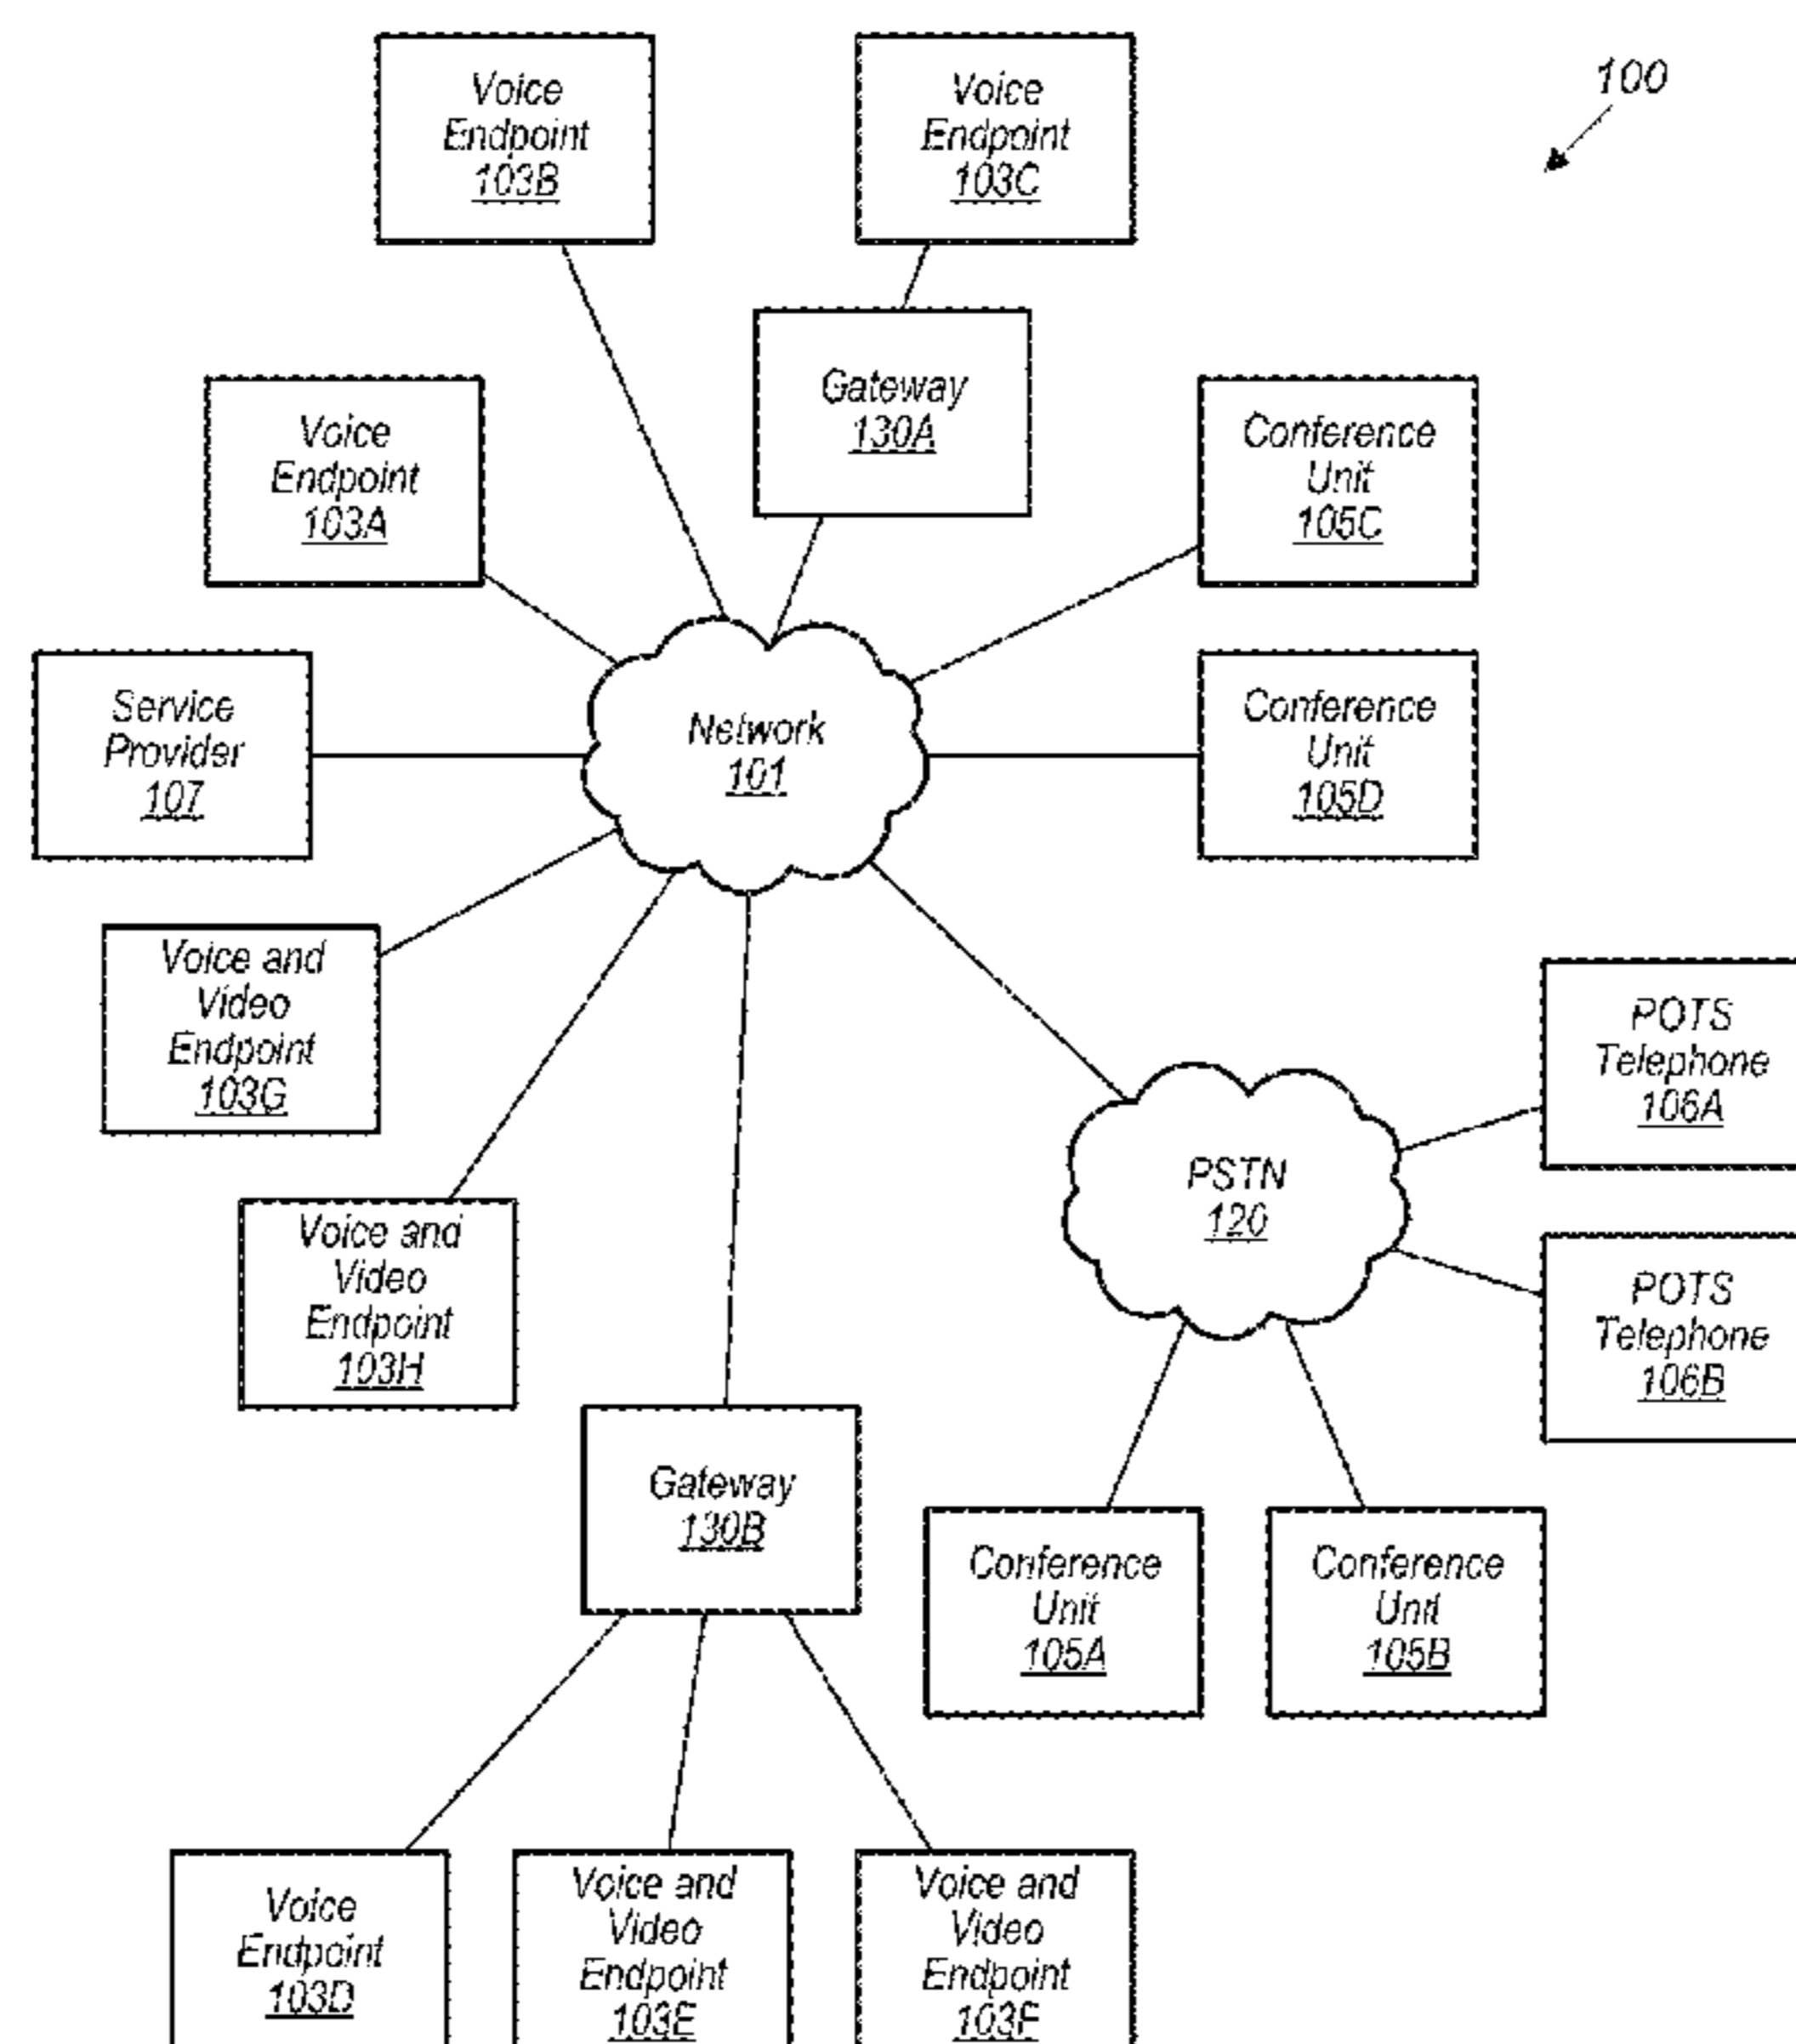 Voice
Endpoint
103B
Voice
Endpoint
103C
100
Gateway
130A
Voice
Endpoint
103A
Conference
Unit
105C
Service
Provider
107
Network
101
Conference
Unit
105D
Voice and
Video
Endpoint
103G
POTS
Telephone
106A
PSTN
120
Voice and
Video
Endpoint
103H
POTS
Telephone
106B
Gateway
130B
Conference
Unit
105A
Conference
Unit
105B
Voice
Endpoint
103D
Voice and
Video
Endpoint
103E
Voice and
Video
Endpoint
103F